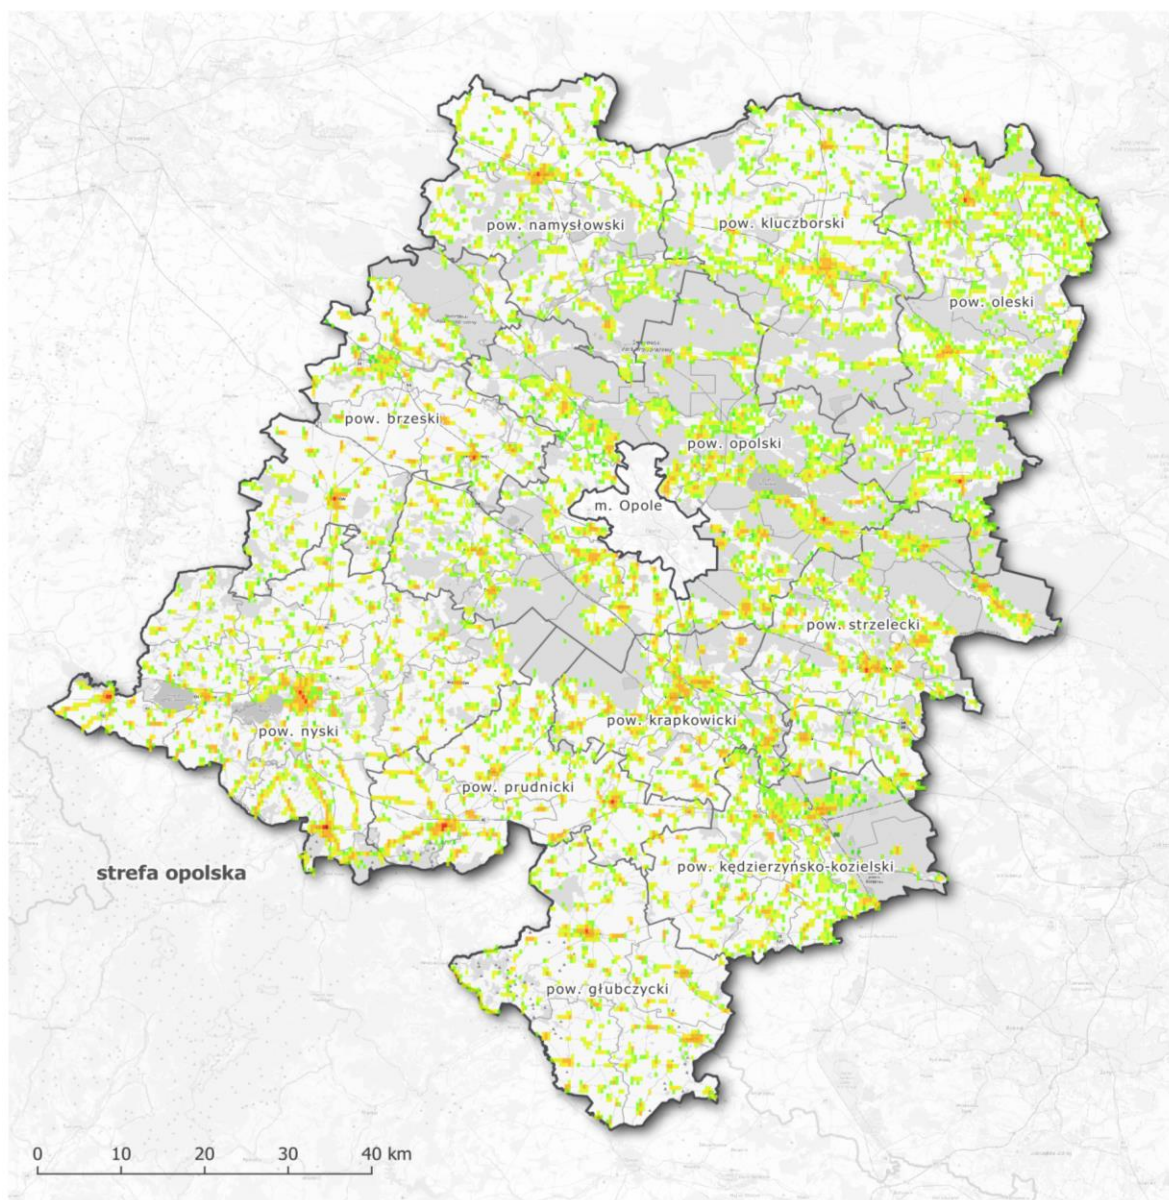 pow. namysłowski
pow. kluczborski
pow. oleski
pow. brzeski
pow. opolski
m. Opole
pow. strzelecki
pow. krapkowicki
pow. nyski
pow. prudnicki
strefa opolska
pow. kędzierzyńsko-kozielski
pow. głubczycki
0 10 20 30 40 km